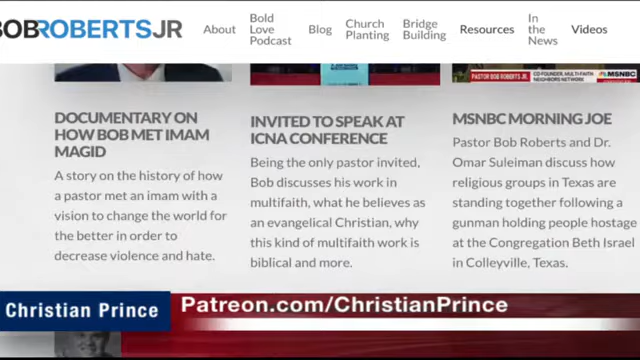 BOBROBERTSJR
About
Bold
Love
Podcast
Blog
Church
Planting
Bridge
Building
Resources
In
the
News
Videos
PASTOR BOB ROBERTS JR. CO-FOUNDER, MULTI-FAITH
NEIGHBORS NETWORK
MSNBC
DOCUMENTARY ON
HOW BOB MET IMAM
MAGID
A story on the history of how
a pastor met an imam with a
vision to change the world for
the better in order to
decrease violence and hate.
INVITED TO SPEAK AT
ICNA CONFERENCE
Being the only pastor invited,
Bob discusses his work in
multifaith, what he believes as
an evangelical Christian, why
this kind of multifaith work is
biblical and more.
MSNBC MORNING JOE
Pastor Bob Roberts and Dr.
Omar Suleiman discuss how
religious groups in Texas are
standing together following a
gunman holding people hostage
at the Congregation Beth Israel
in Colleyville, Texas.
Christian Prince
Patreon.com/ChristianPrince